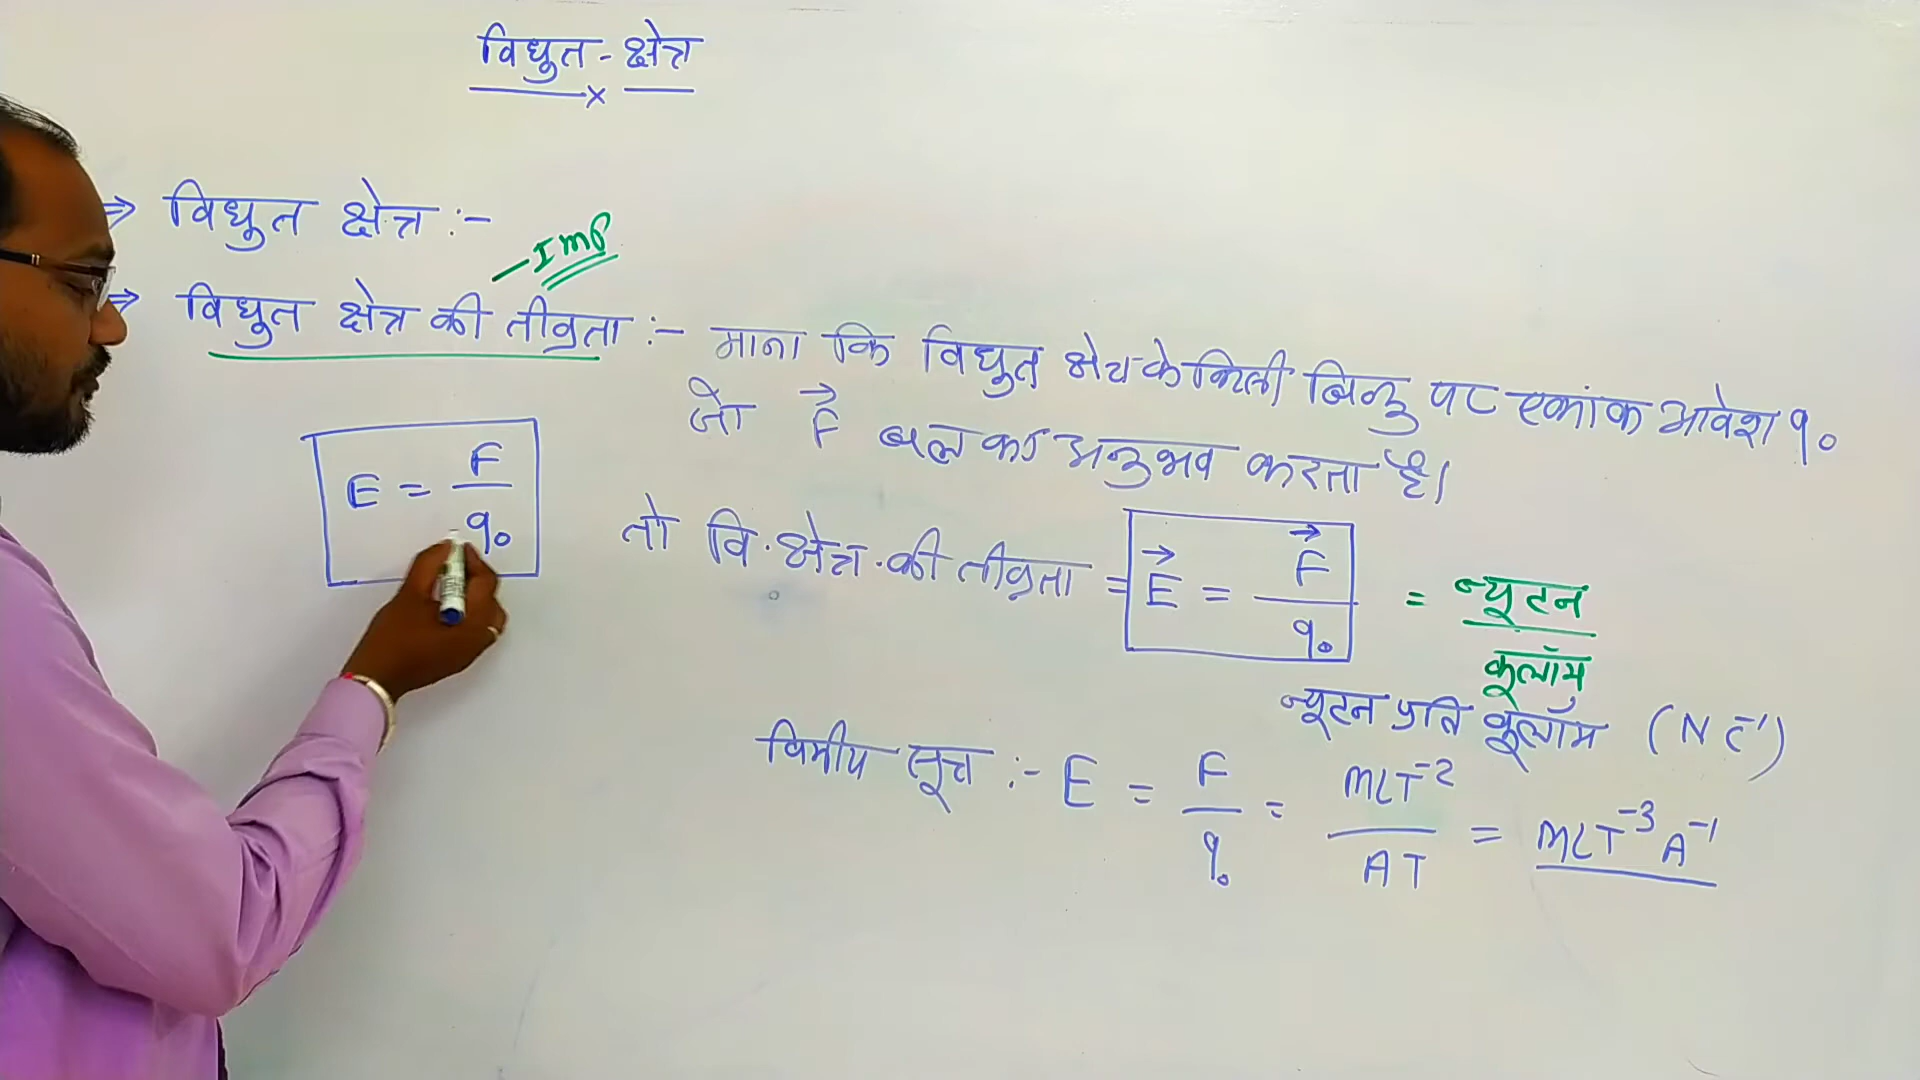 विधुत - क्षेत्र
⇒ विधुत क्षेत्र :-
Imp
⇒ विधुत क्षेत्र की तीव्रता :- माना कि विधुत क्षेत्र के किसी बिन्दु पर एकांक आवेश q₀
जो F⃗ बल का अनुभव करता है।
E = F / q₀
तो वि. क्षेत्र. की तीव्रता = E⃗ = F⃗ / q₀ = न्यूटन / कूलॉम
न्यूटन प्रति कूलॉम (N C⁻¹)
विमीय सूत्र :- E = F / q₀ = MLT⁻² / AT = MLT⁻³ A⁻¹